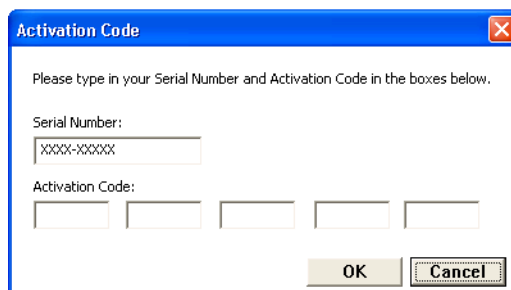 Activation Code
Please type in your Serial Number and Activation Code in the boxes below.
Serial Number:
XXXX-XXXXX
Activation Code:
OK Cancel